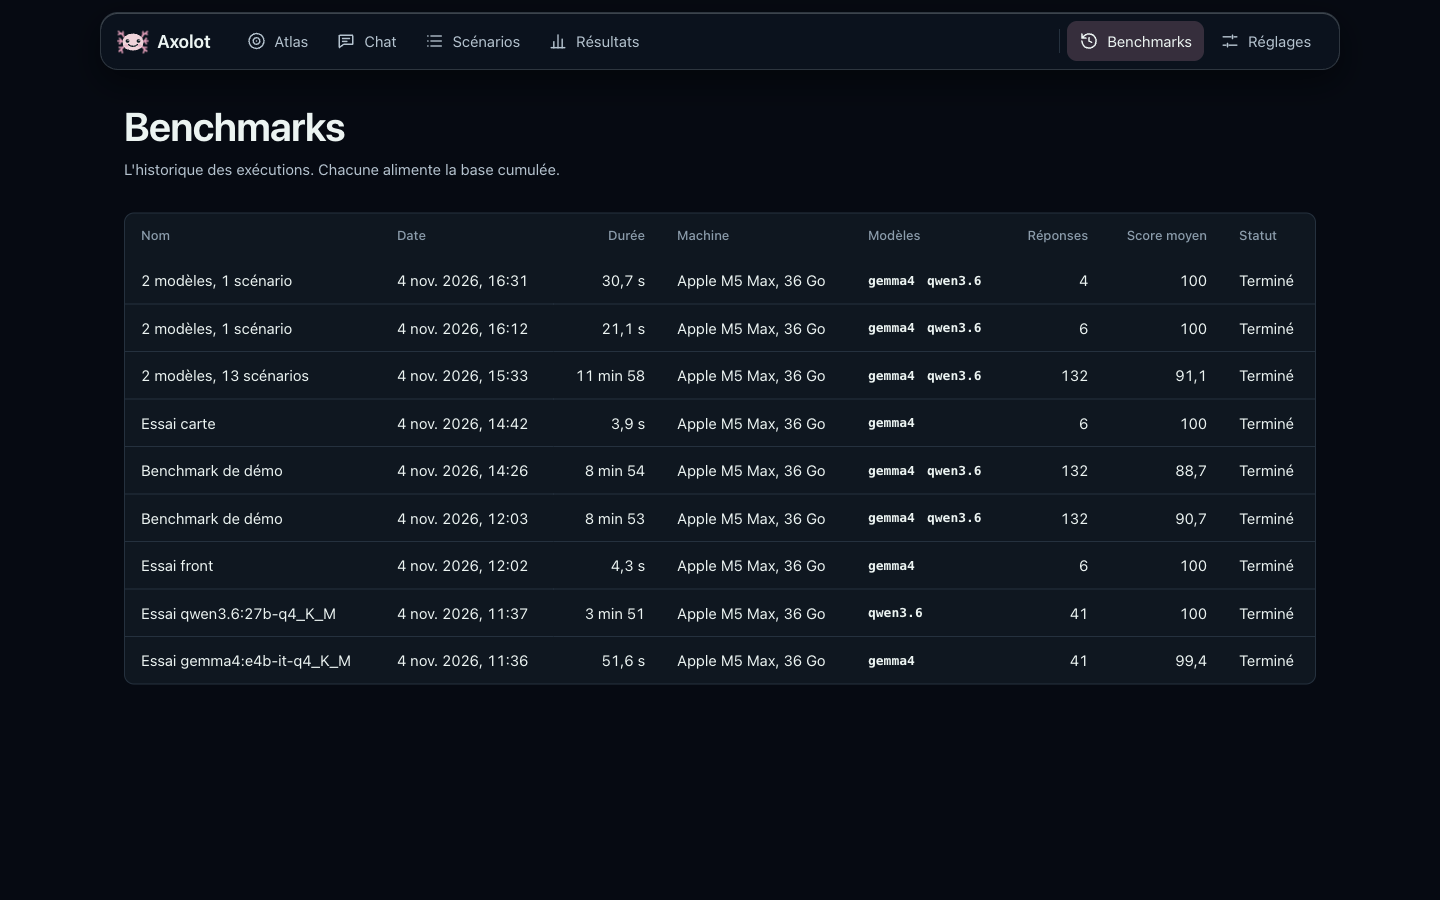 Axolot Atlas Chat Scénarios Résultats Benchmarks Réglages
Benchmarks
L'historique des exécutions. Chacune alimente la base cumulée.
Nom Date Durée Machine Modèles Réponses Score moyen Statut
2 modèles, 1 scénario 4 nov. 2026, 16:31 30,7 s Apple M5 Max, 36 Go gemma4 qwen3.6 4 100 Terminé
2 modèles, 1 scénario 4 nov. 2026, 16:12 21,1 s Apple M5 Max, 36 Go gemma4 qwen3.6 6 100 Terminé
2 modèles, 13 scénarios 4 nov. 2026, 15:33 11 min 58 Apple M5 Max, 36 Go gemma4 qwen3.6 132 91,1 Terminé
Essai carte 4 nov. 2026, 14:42 3,9 s Apple M5 Max, 36 Go gemma4 6 100 Terminé
Benchmark de démo 4 nov. 2026, 14:26 8 min 54 Apple M5 Max, 36 Go gemma4 qwen3.6 132 88,7 Terminé
Benchmark de démo 4 nov. 2026, 12:03 8 min 53 Apple M5 Max, 36 Go gemma4 qwen3.6 132 90,7 Terminé
Essai front 4 nov. 2026, 12:02 4,3 s Apple M5 Max, 36 Go gemma4 6 100 Terminé
Essai qwen3.6:27b-q4_K_M 4 nov. 2026, 11:37 3 min 51 Apple M5 Max, 36 Go qwen3.6 41 100 Terminé
Essai gemma4:e4b-it-q4_K_M 4 nov. 2026, 11:36 51,6 s Apple M5 Max, 36 Go gemma4 41 99,4 Terminé